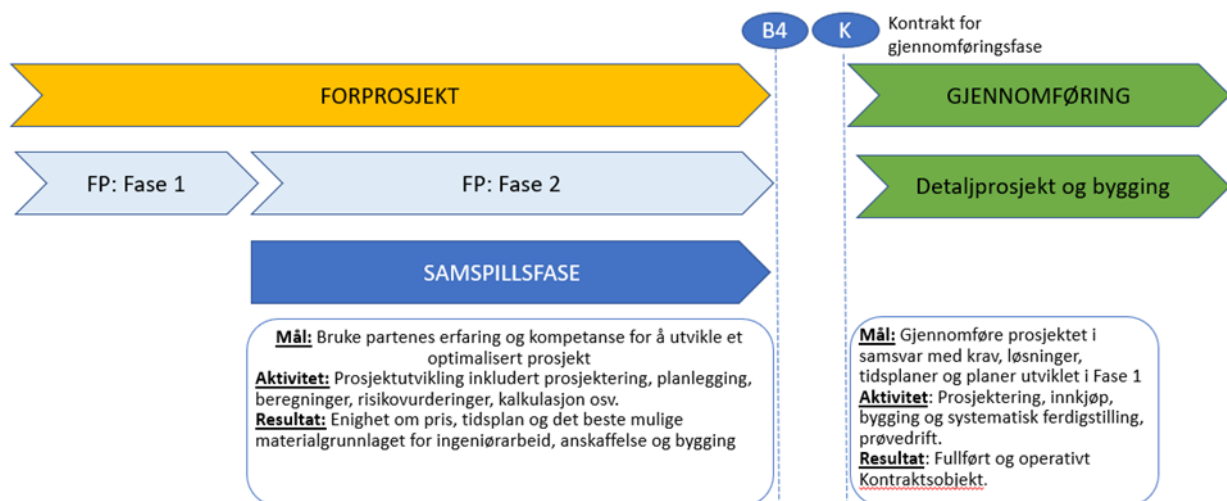 B4
K
Kontrakt for
gjennomføringsfase
FORPROSJEKT
GJENNOMFØRING
FP: Fase 1
FP: Fase 2
Detaljprosjekt og bygging
SAMSPILLSFASE
Mål: Bruke partenes erfaring og kompetanse for å utvikle et
optimalisert prosjekt
Aktivitet: Prosjektutvikling inkludert prosjektering, planlegging,
beregninger, risikovurderinger, kalkulasjon osv.
Resultat: Enighet om pris, tidsplan og det beste mulige
materialgrunnlaget for ingeniørarbeid, anskaffelse og bygging
Mål: Gjennomføre prosjektet i
samsvar med krav, løsninger,
tidsplaner og planer utviklet i Fase 1
Aktivitet: Prosjektering, innkjøp,
bygging og systematisk ferdigstilling,
prøvedrift.
Resultat: Fullført og operativt
Kontraktsobjekt.